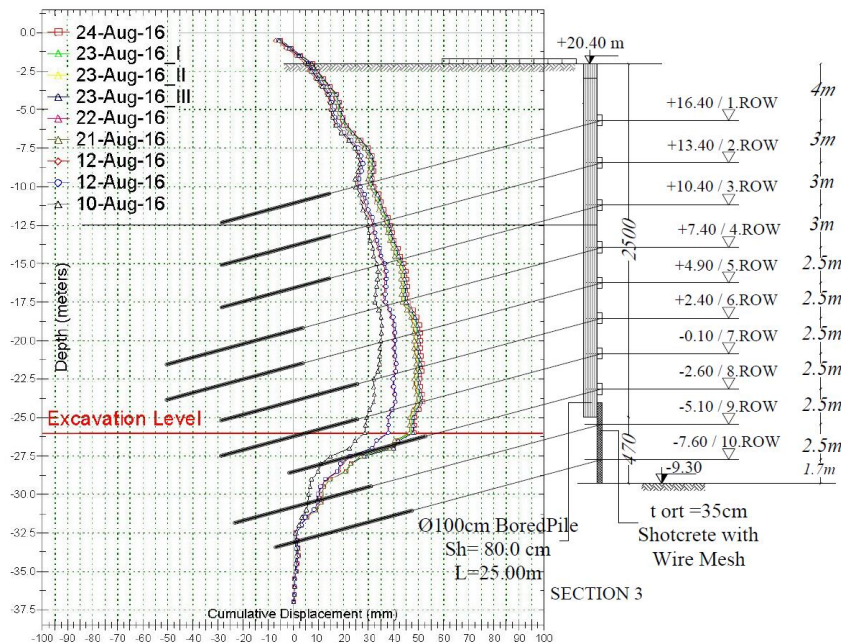 24-Aug-16
23-Aug-16_I
23-Aug-16_II
23-Aug-16_III
22-Aug-16
21-Aug-16
12-Aug-16
12-Aug-16
10-Aug-16
0.0
-2.5
-5.0
-7.5
-10.0
-12.5
-15.0
-17.5
-20.0
-22.5
-25.0
-27.5
-30.0
-32.5
-35.0
-37.5
Depth (meters)
Excavation Level
Cumulative Displacement (mm)
-100 -90 -80 -70 -60 -50 -40 -30 -20 -10 0 10 20 30 40 50 60 70 80 90 100
+20.40 m
+16.40 / 1.ROW
+13.40 / 2.ROW
+10.40 / 3.ROW
+7.40 / 4.ROW
+4.90 / 5.ROW
+2.40 / 6.ROW
-0.10 / 7.ROW
-2.60 / 8.ROW
-5.10 / 9.ROW
-7.60 / 10.ROW
-9.30
4m
3m
3m
3m
2.5m
2.5m
2.5m
2.5m
2.5m
2.5m
1.7m
2500
470
Ø100cm BoredPile
Sh= 80.0 cm
L=25.00m
t ort =35cm
Shotcrete with
Wire Mesh
SECTION 3